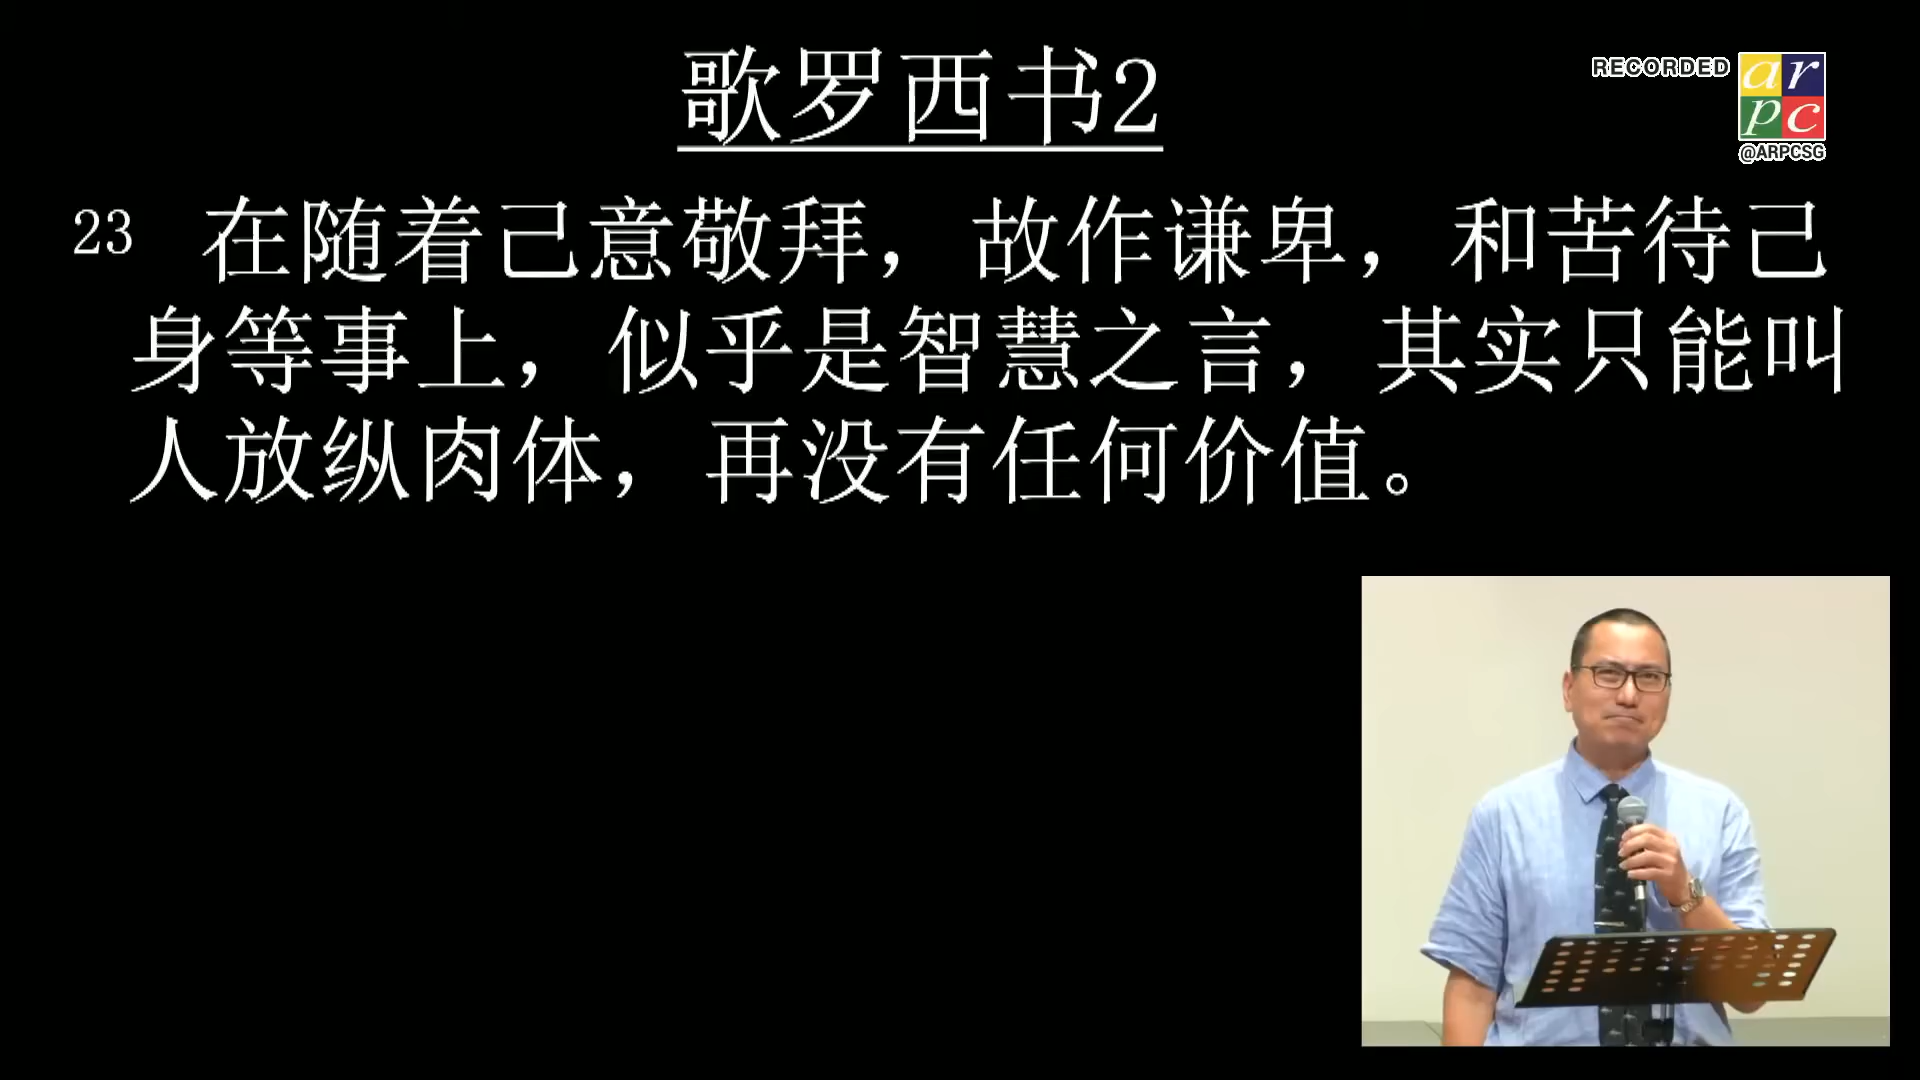 歌罗西书2
RECORDED
ar
pc
@ARPCSG
23 在随着己意敬拜，故作谦卑，和苦待己
身等事上，似乎是智慧之言，其实只能叫
人放纵肉体，再没有任何价值。